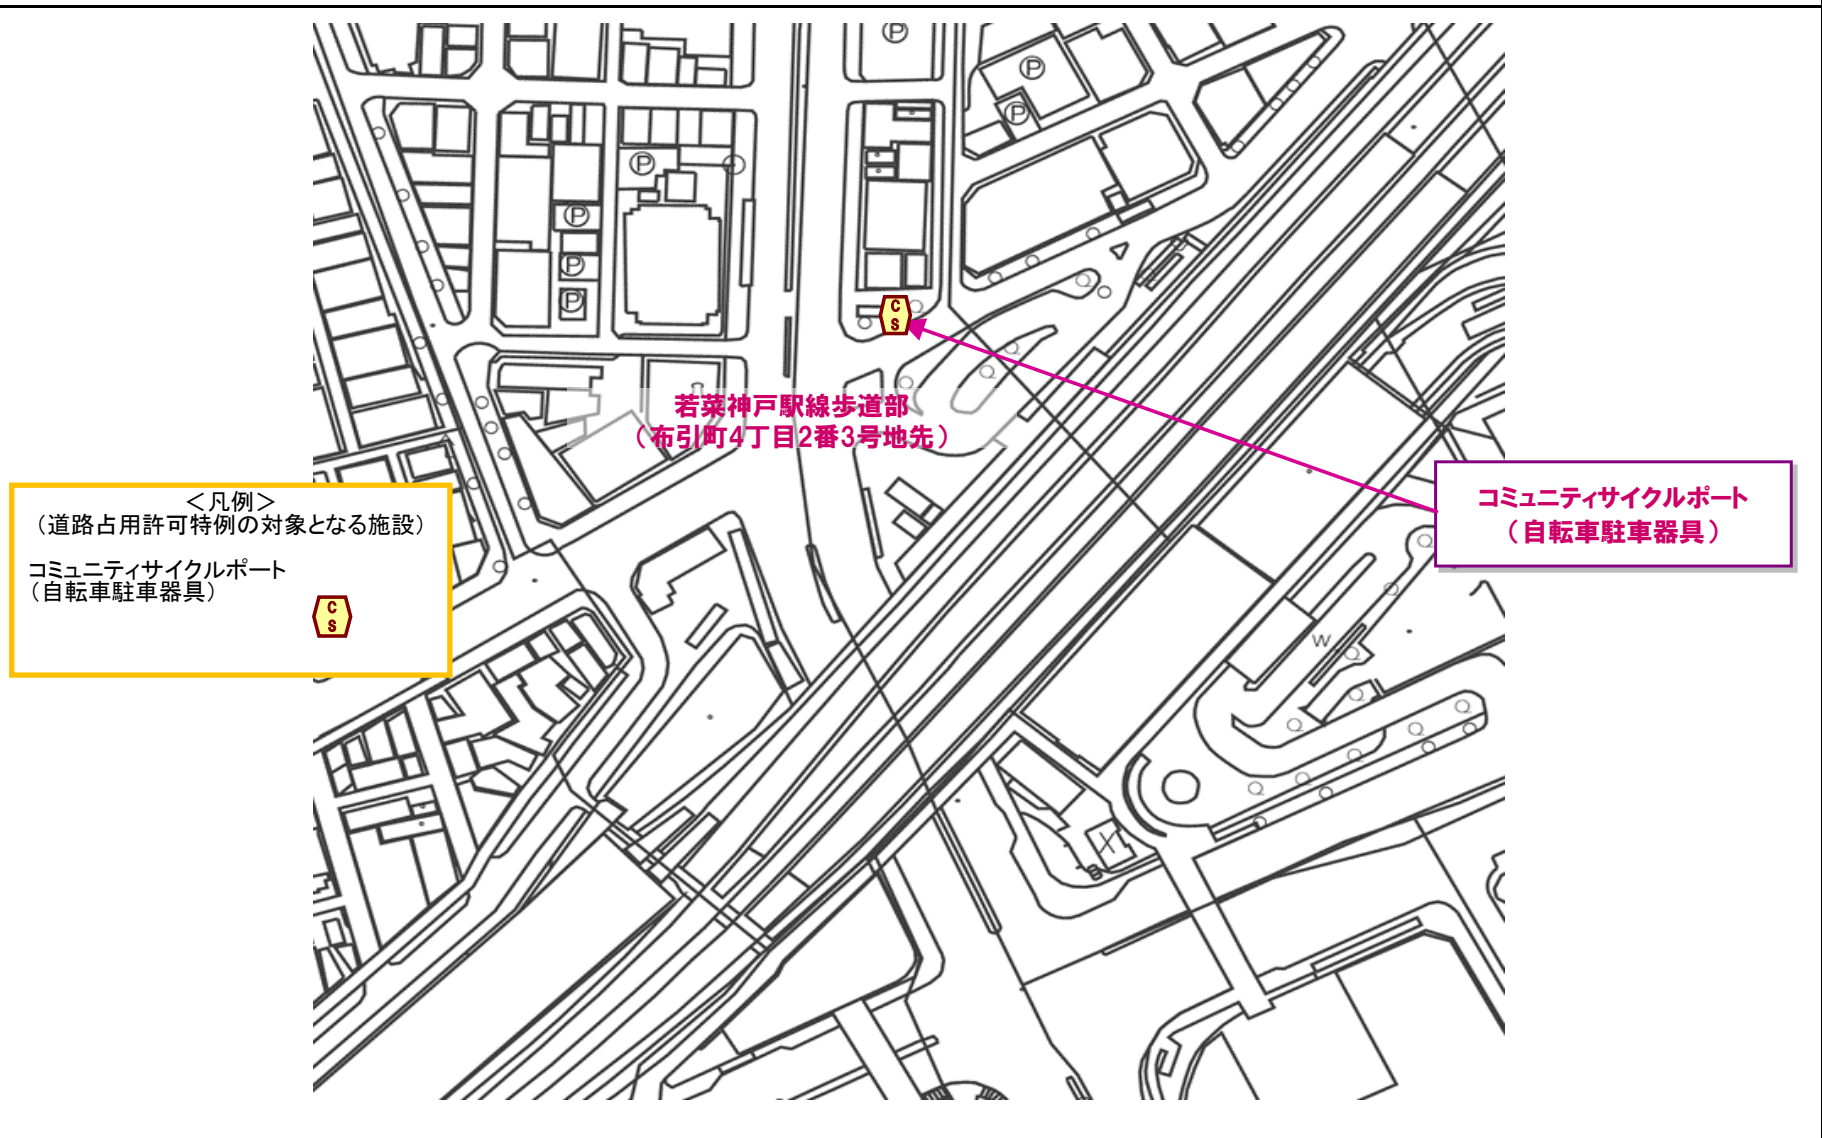 Ⓟ
Ⓟ
Ⓟ
Ⓟ
Ⓟ
Ⓟ
Ⓟ
C
S
若菜神戸駅線歩道部
（布引町4丁目2番3号地先）
コミュニティサイクルポート
（自転車駐車器具）
＜凡例＞
（道路占用許可特例の対象となる施設）
コミュニティサイクルポート
（自転車駐車器具）
C
S
W